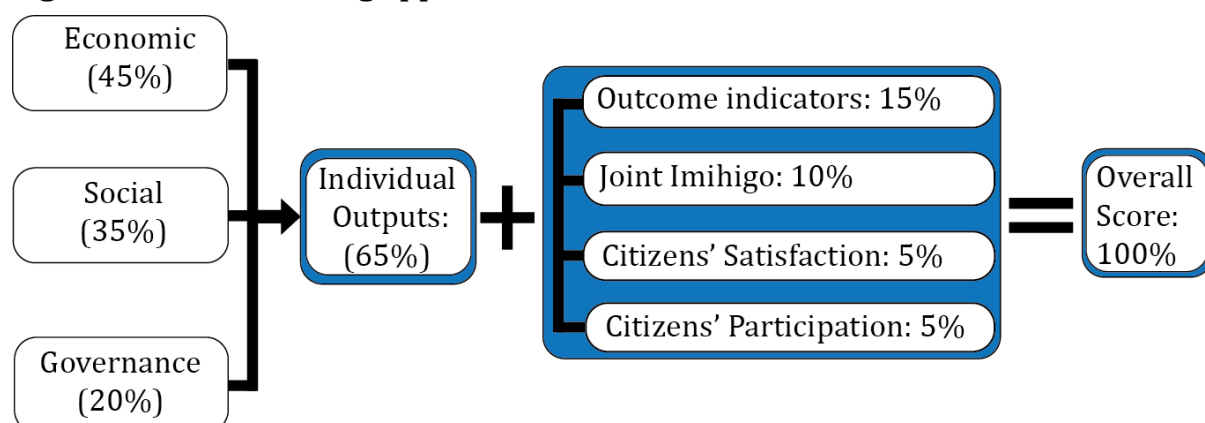 Economic
(45%)
Social
(35%)
Governance
(20%)
Individual
Outputs:
(65%)
Outcome indicators: 15%
Joint Imihigo: 10%
Citizens’ Satisfaction: 5%
Citizens’ Participation: 5%
Overall
Score:
100%